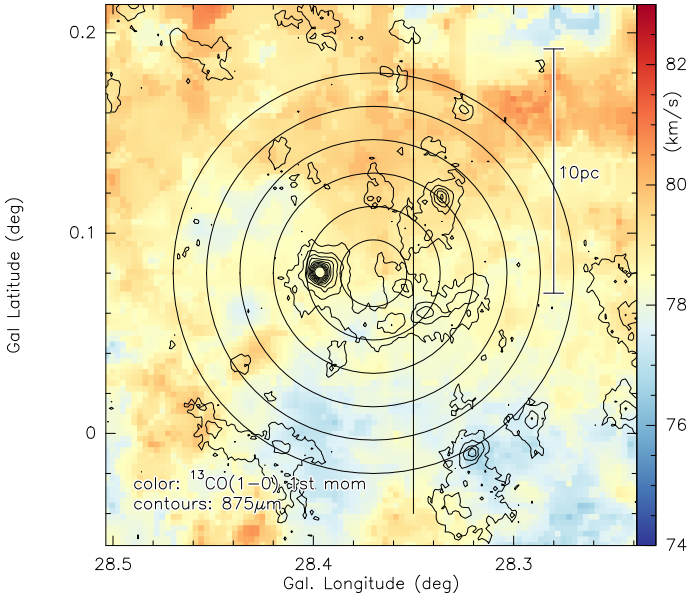 0.2
0.1
0
Gal Latitude (deg)
10pc
color: ¹³CO(1−0) 1st mom
contours: 875μm
28.5
28.4
28.3
Gal. Longitude (deg)
82
80
78
76
74
(km/s)